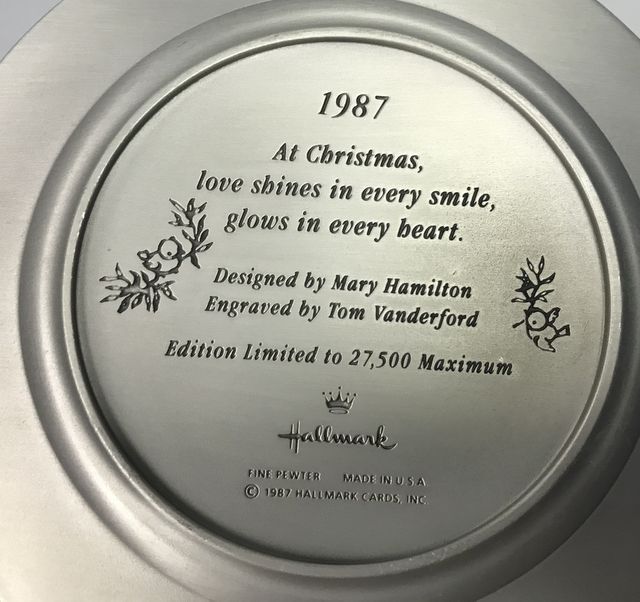 1987
At Christmas,
love shines in every smile,
glows in every heart.
Designed by Mary Hamilton
Engraved by Tom Vanderford
Edition Limited to 27,500 Maximum
Hallmark
FINE PEWTER MADE IN U S A
© 1987 HALLMARK CARDS, INC.